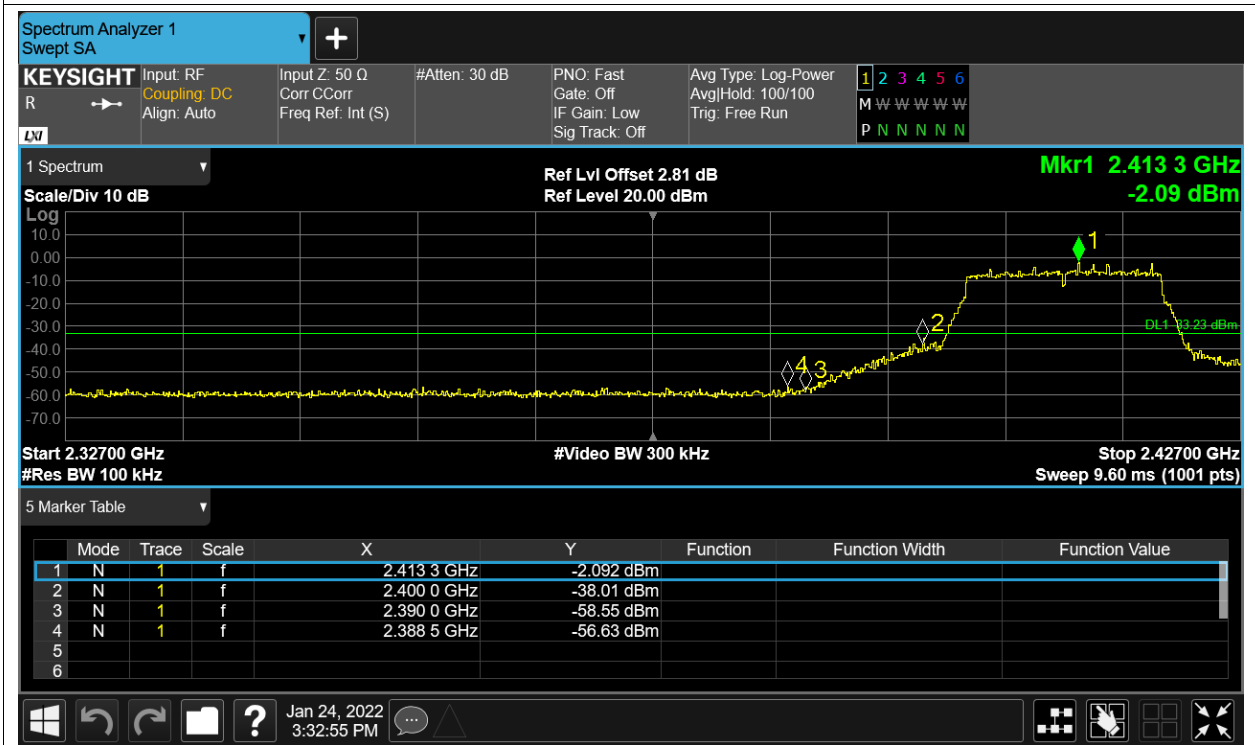 Spectrum Analyzer 1
Swept SA
+
KEYSIGHT
R
LXI
Input: RF
Coupling: DC
Align: Auto
Input Z: 50 Ω
Corr CCorr
Freq Ref: Int (S)
#Atten: 30 dB
PNO: Fast
Gate: Off
IF Gain: Low
Sig Track: Off
Avg Type: Log-Power
Avg|Hold: 100/100
Trig: Free Run
1 2 3 4 5 6
M W W W W W
P N N N N N
1 Spectrum
Scale/Div 10 dB
Ref Lvl Offset 2.81 dB
Ref Level 20.00 dBm
Mkr1 2.413 3 GHz
-2.09 dBm
Log
10.0
0.00
-10.0
-20.0
-30.0
-40.0
-50.0
-60.0
-70.0
1
2
4 3
DL1 -33.23 dBm
Start 2.32700 GHz
#Res BW 100 kHz
#Video BW 300 kHz
Stop 2.42700 GHz
Sweep 9.60 ms (1001 pts)
5 Marker Table
Mode Trace Scale X Y Function Function Width Function Value
1 N 1 f 2.413 3 GHz -2.092 dBm
2 N 1 f 2.400 0 GHz -38.01 dBm
3 N 1 f 2.390 0 GHz -58.55 dBm
4 N 1 f 2.388 5 GHz -56.63 dBm
5
6
?
Jan 24, 2022
3:32:55 PM